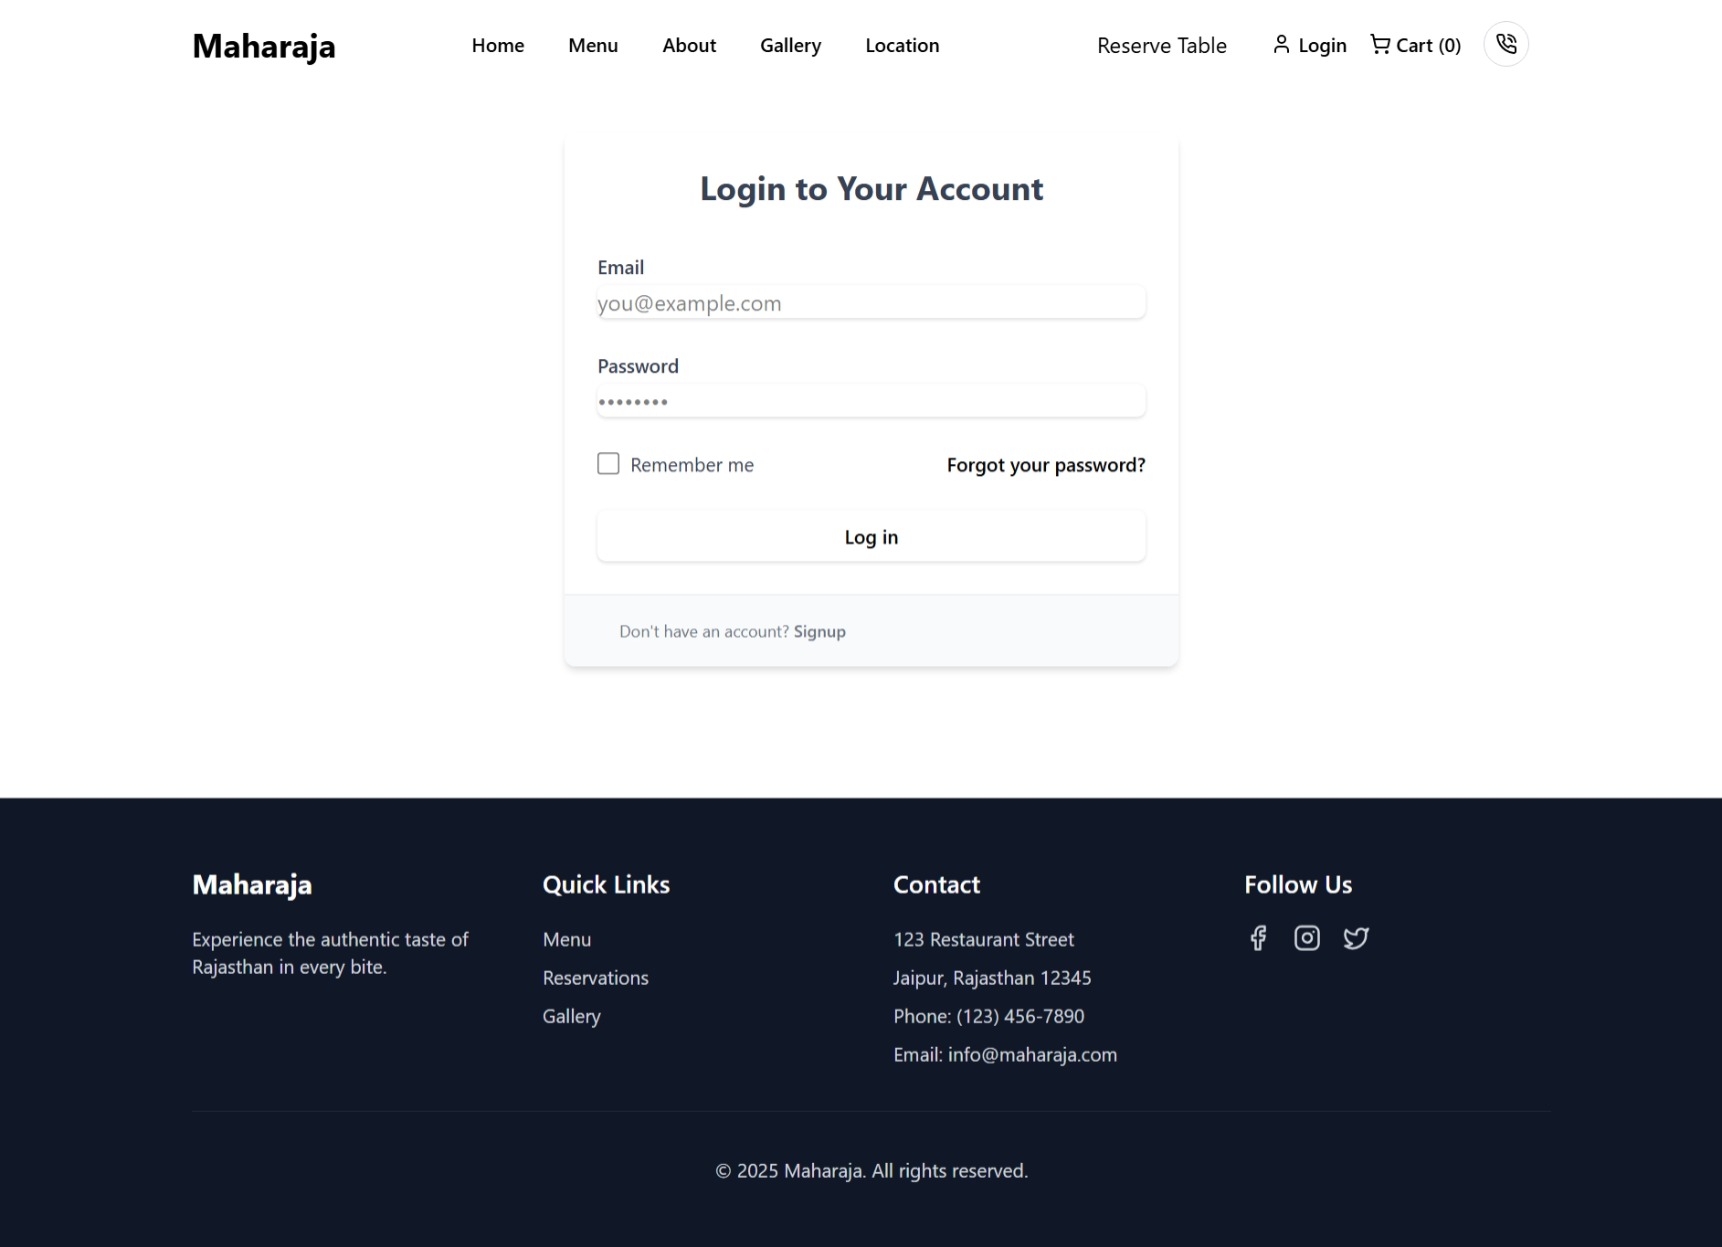 Maharaja
Home Menu About Gallery Location
Reserve Table Login Cart (0)
Login to Your Account
Email
you@example.com
Password
••••••••
Remember me Forgot your password?
Log in
Don't have an account? Signup
Maharaja
Experience the authentic taste of
Rajasthan in every bite.
Quick Links
Menu
Reservations
Gallery
Contact
123 Restaurant Street
Jaipur, Rajasthan 12345
Phone: (123) 456-7890
Email: info@maharaja.com
Follow Us
© 2025 Maharaja. All rights reserved.